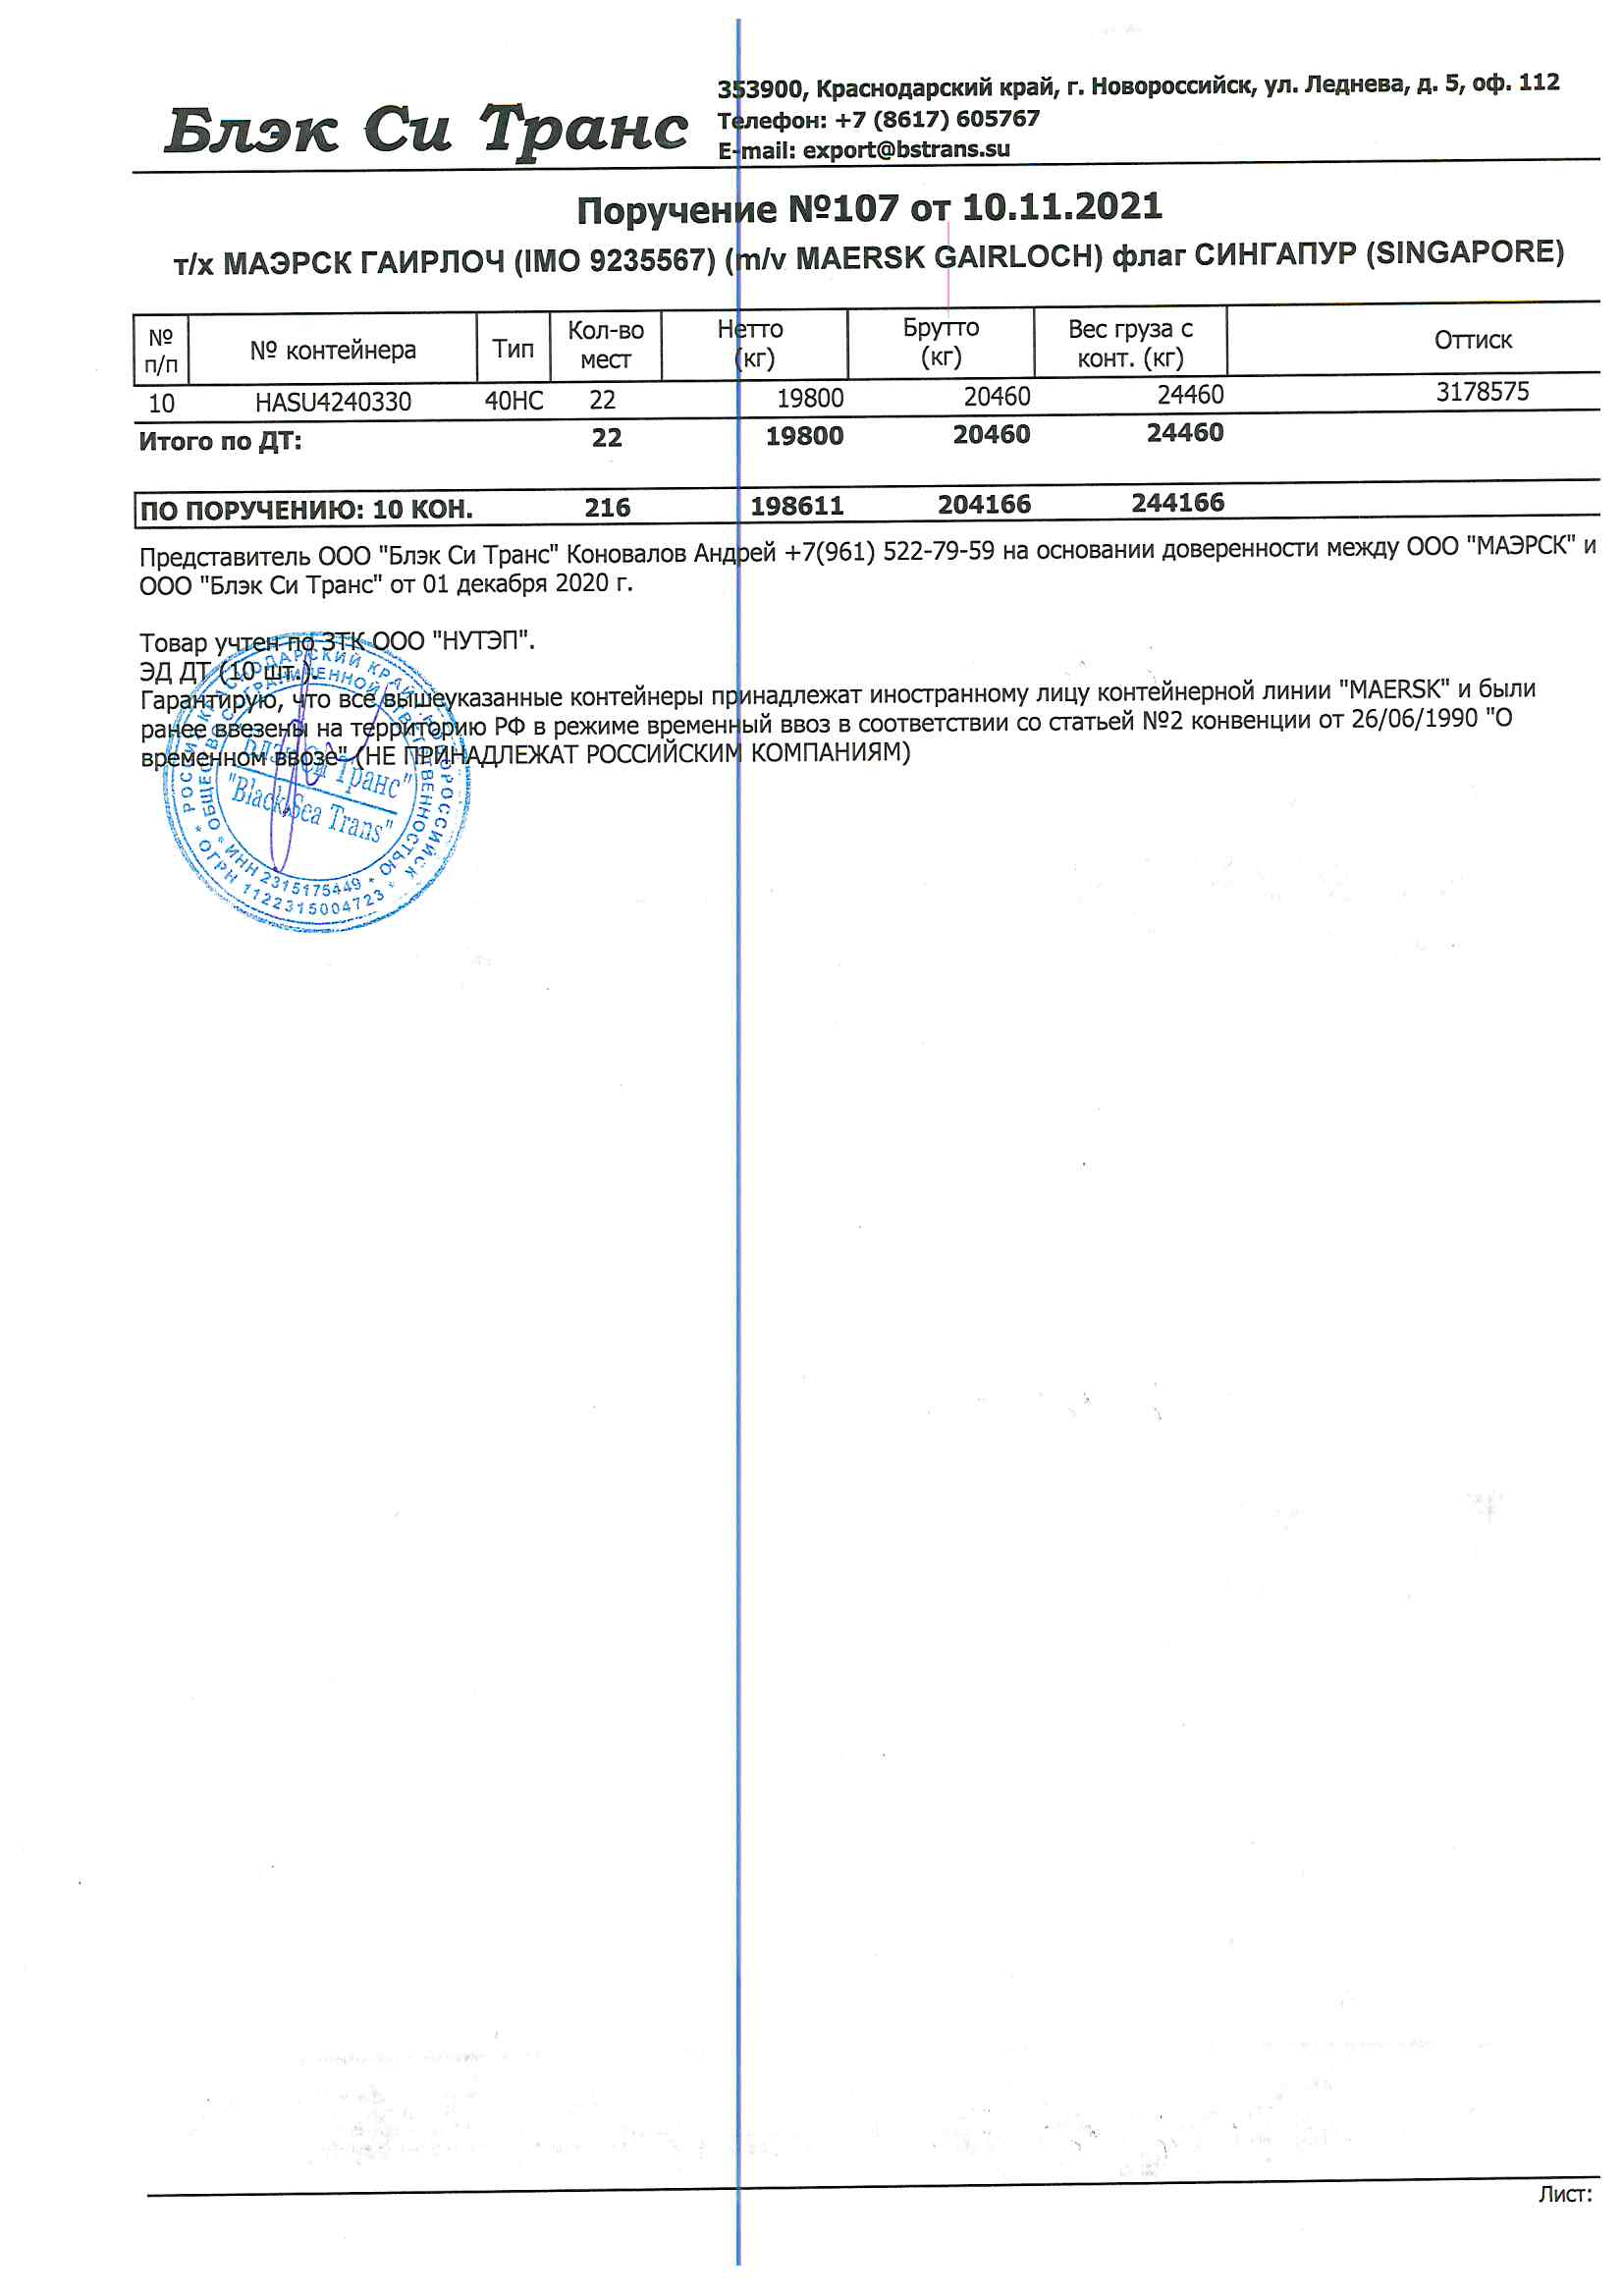 Блэк Си Транс
353900, Краснодарский край, г. Новороссийск, ул. Леднева, д. 5, оф. 112
Телефон: +7 (8617) 605767
E-mail: export@bstrans.su
Поручение №107 от 10.11.2021
т/х МАЭРСК ГАИРЛОЧ (IMO 9235567) (m/v MAERSK GAIRLOCH) флаг СИНГАПУР (SINGAPORE)
№ п/п № контейнера Тип Кол-во мест Нетто (кг) Брутто (кг) Вес груза с конт. (кг) Оттиск
10 HASU4240330 40HC 22 19800 20460 24460 3178575
Итого по ДТ: 22 19800 20460 24460
ПО ПОРУЧЕНИЮ: 10 КОН. 216 198611 204166 244166
Представитель ООО "Блэк Си Транс" Коновалов Андрей +7(961) 522-79-59 на основании доверенности между ООО "МАЭРСК" и
ООО "Блэк Си Транс" от 01 декабря 2020 г.
Товар учтен по ЗТК ООО "НУТЭП".
ЭД ДТ (10 шт.).
Гарантирую, что все вышеуказанные контейнеры принадлежат иностранному лицу контейнерной линии "MAERSK" и были
ранее ввезены на территорию РФ в режиме временный ввоз в соответствии со статьей №2 конвенции от 26/06/1990 "О
временном ввозе" (НЕ ПРИНАДЛЕЖАТ РОССИЙСКИМ КОМПАНИЯМ)
"Блэк Си Транс"
"Black Sea Trans"
ИНН 2315175449
ОГРН 1122315004723
Лист: